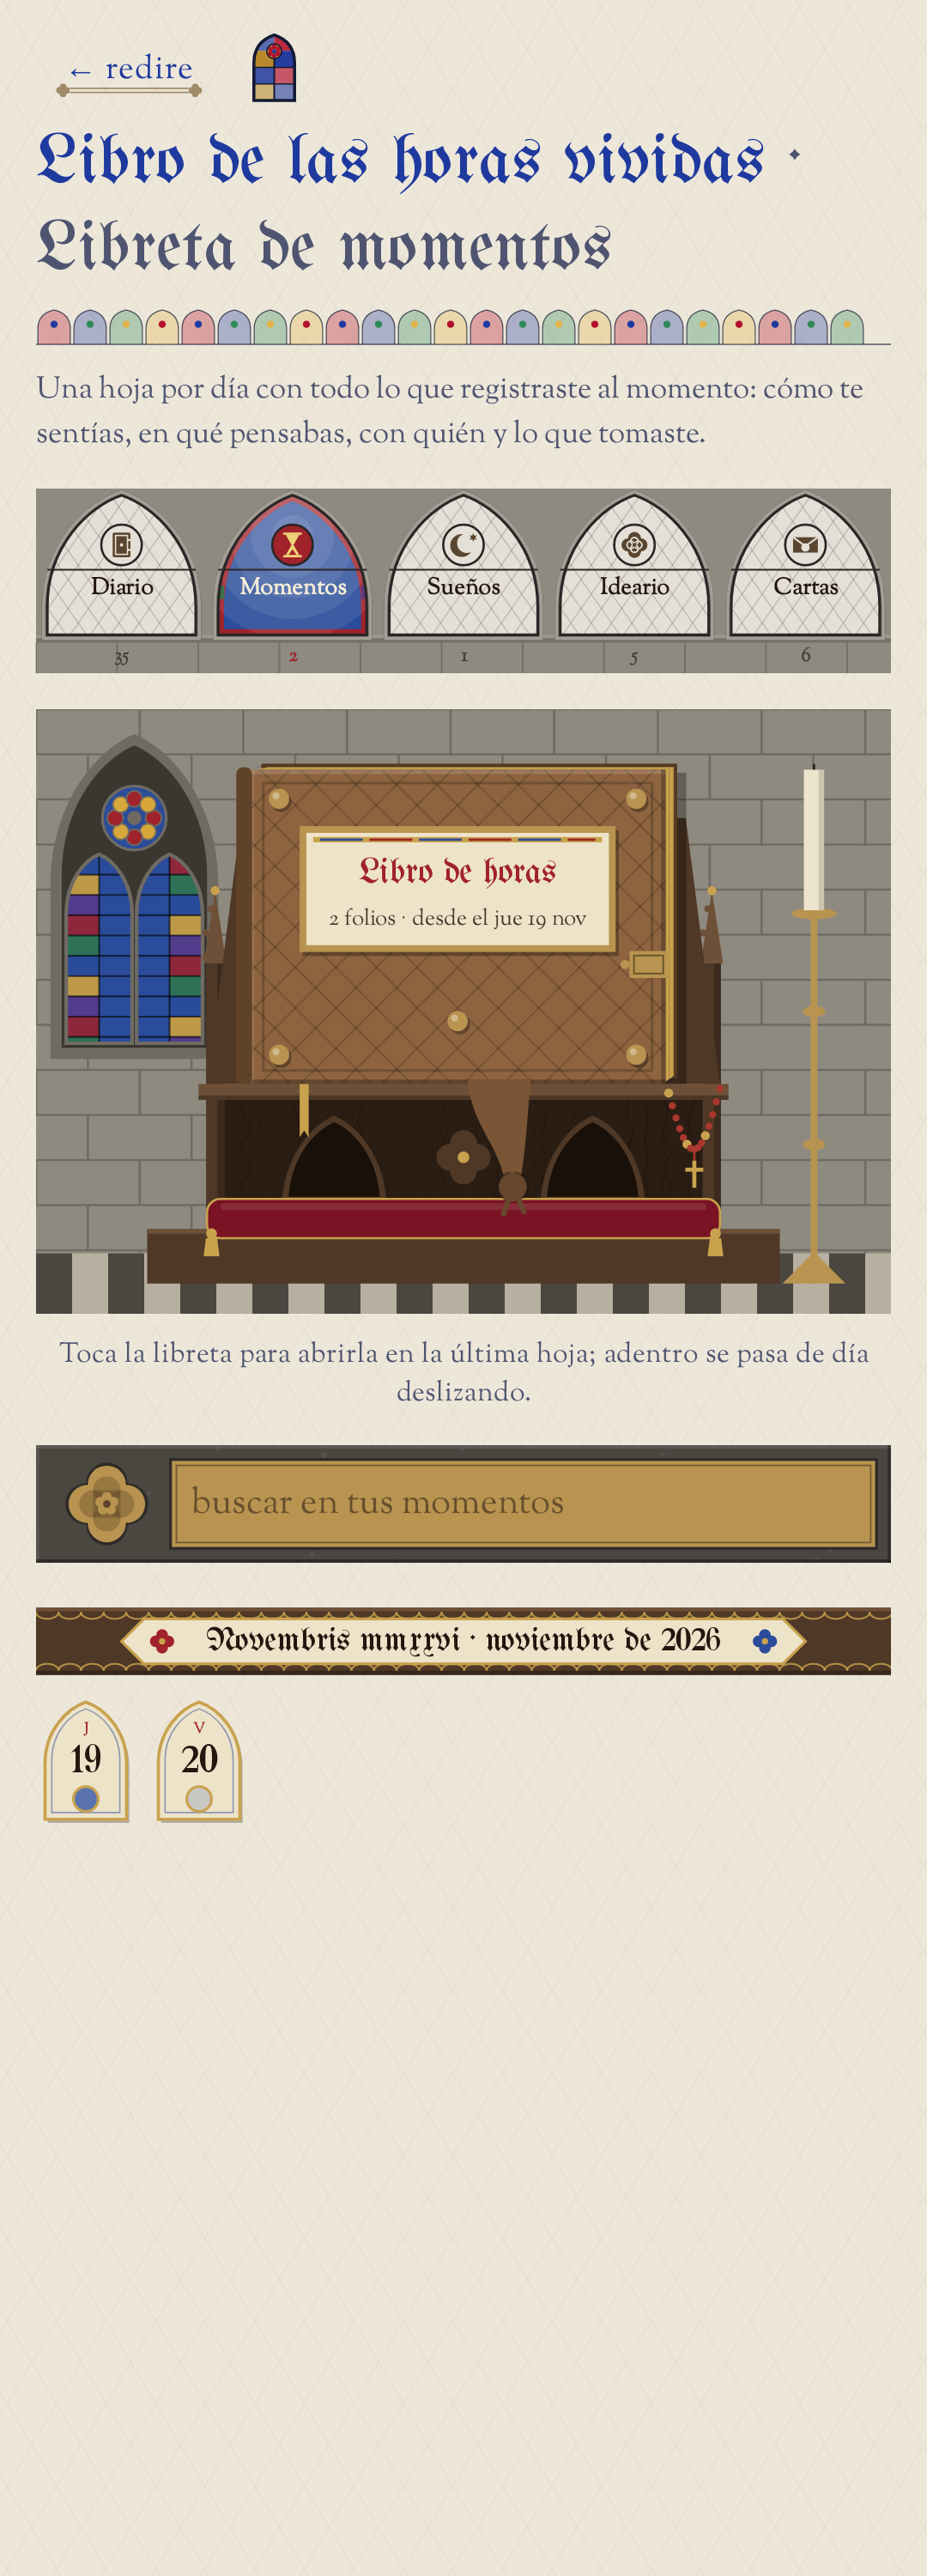 ← redire
Libro de las horas vividas
Libreta de momentos
Una hoja por día con todo lo que registraste al momento: cómo te
sentías, en qué pensabas, con quién y lo que tomaste.
Diario Momentos Sueños Ideario Cartas
35 2 1 5 6
Libro de horas
2 folios · desde el jue 19 nov
Toca la libreta para abrirla en la última hoja; adentro se pasa de día
deslizando.
buscar en tus momentos
Novembris mmxxvi · noviembre de 2026
J V
19 20